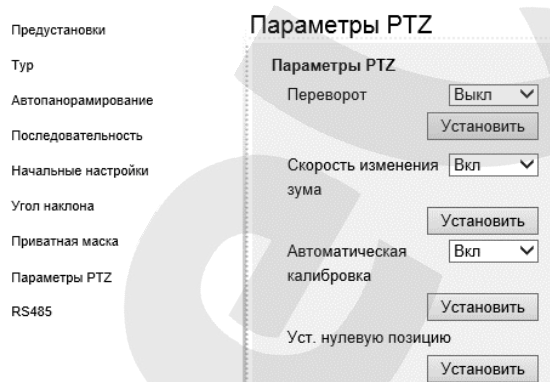 Предустановки
Тур
Автопанорамирование
Последовательность
Начальные настройки
Угол наклона
Приватная маска
Параметры PTZ
RS485
Параметры PTZ
Параметры PTZ
Переворот Выкл
Установить
Скорость изменения Вкл
зума
Установить
Автоматическая Вкл
калибровка
Установить
Уст. нулевую позицию
Установить